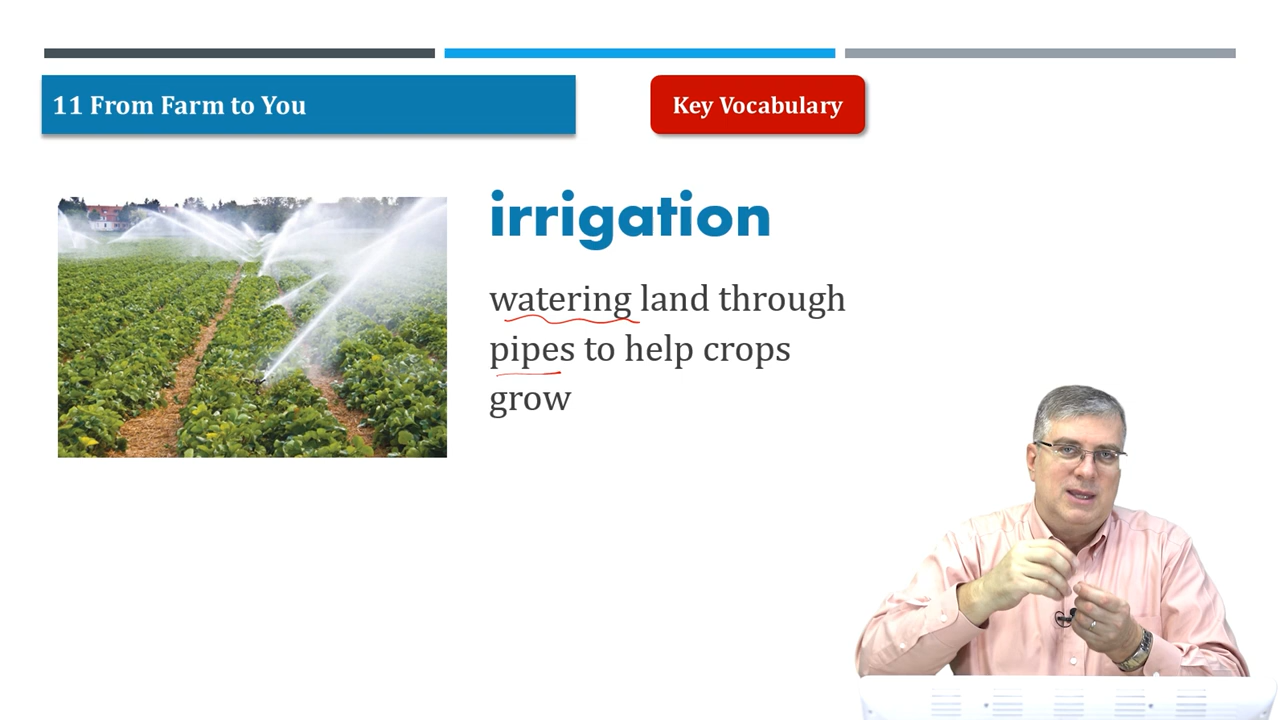 11 From Farm to You
Key Vocabulary
irrigation
watering land through
pipes to help crops
grow